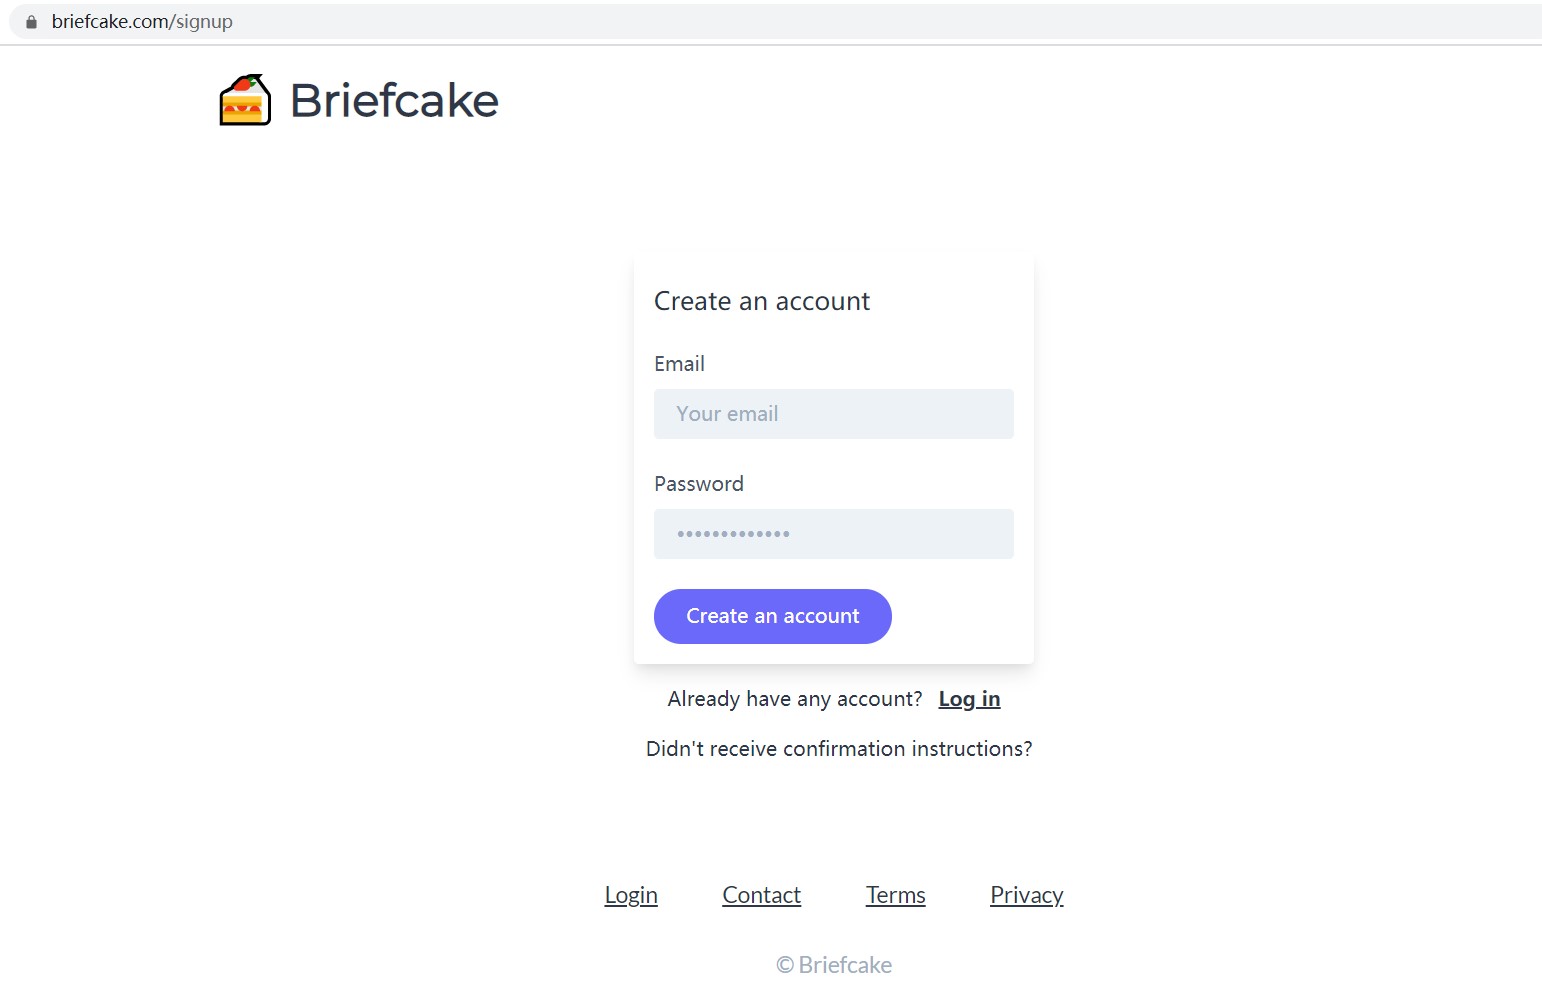 briefcake.com/signup
Briefcake
Create an account
Email
Your email
Password
•••••••••••••
Create an account
Already have any account? Log in
Didn't receive confirmation instructions?
Login Contact Terms Privacy
© Briefcake